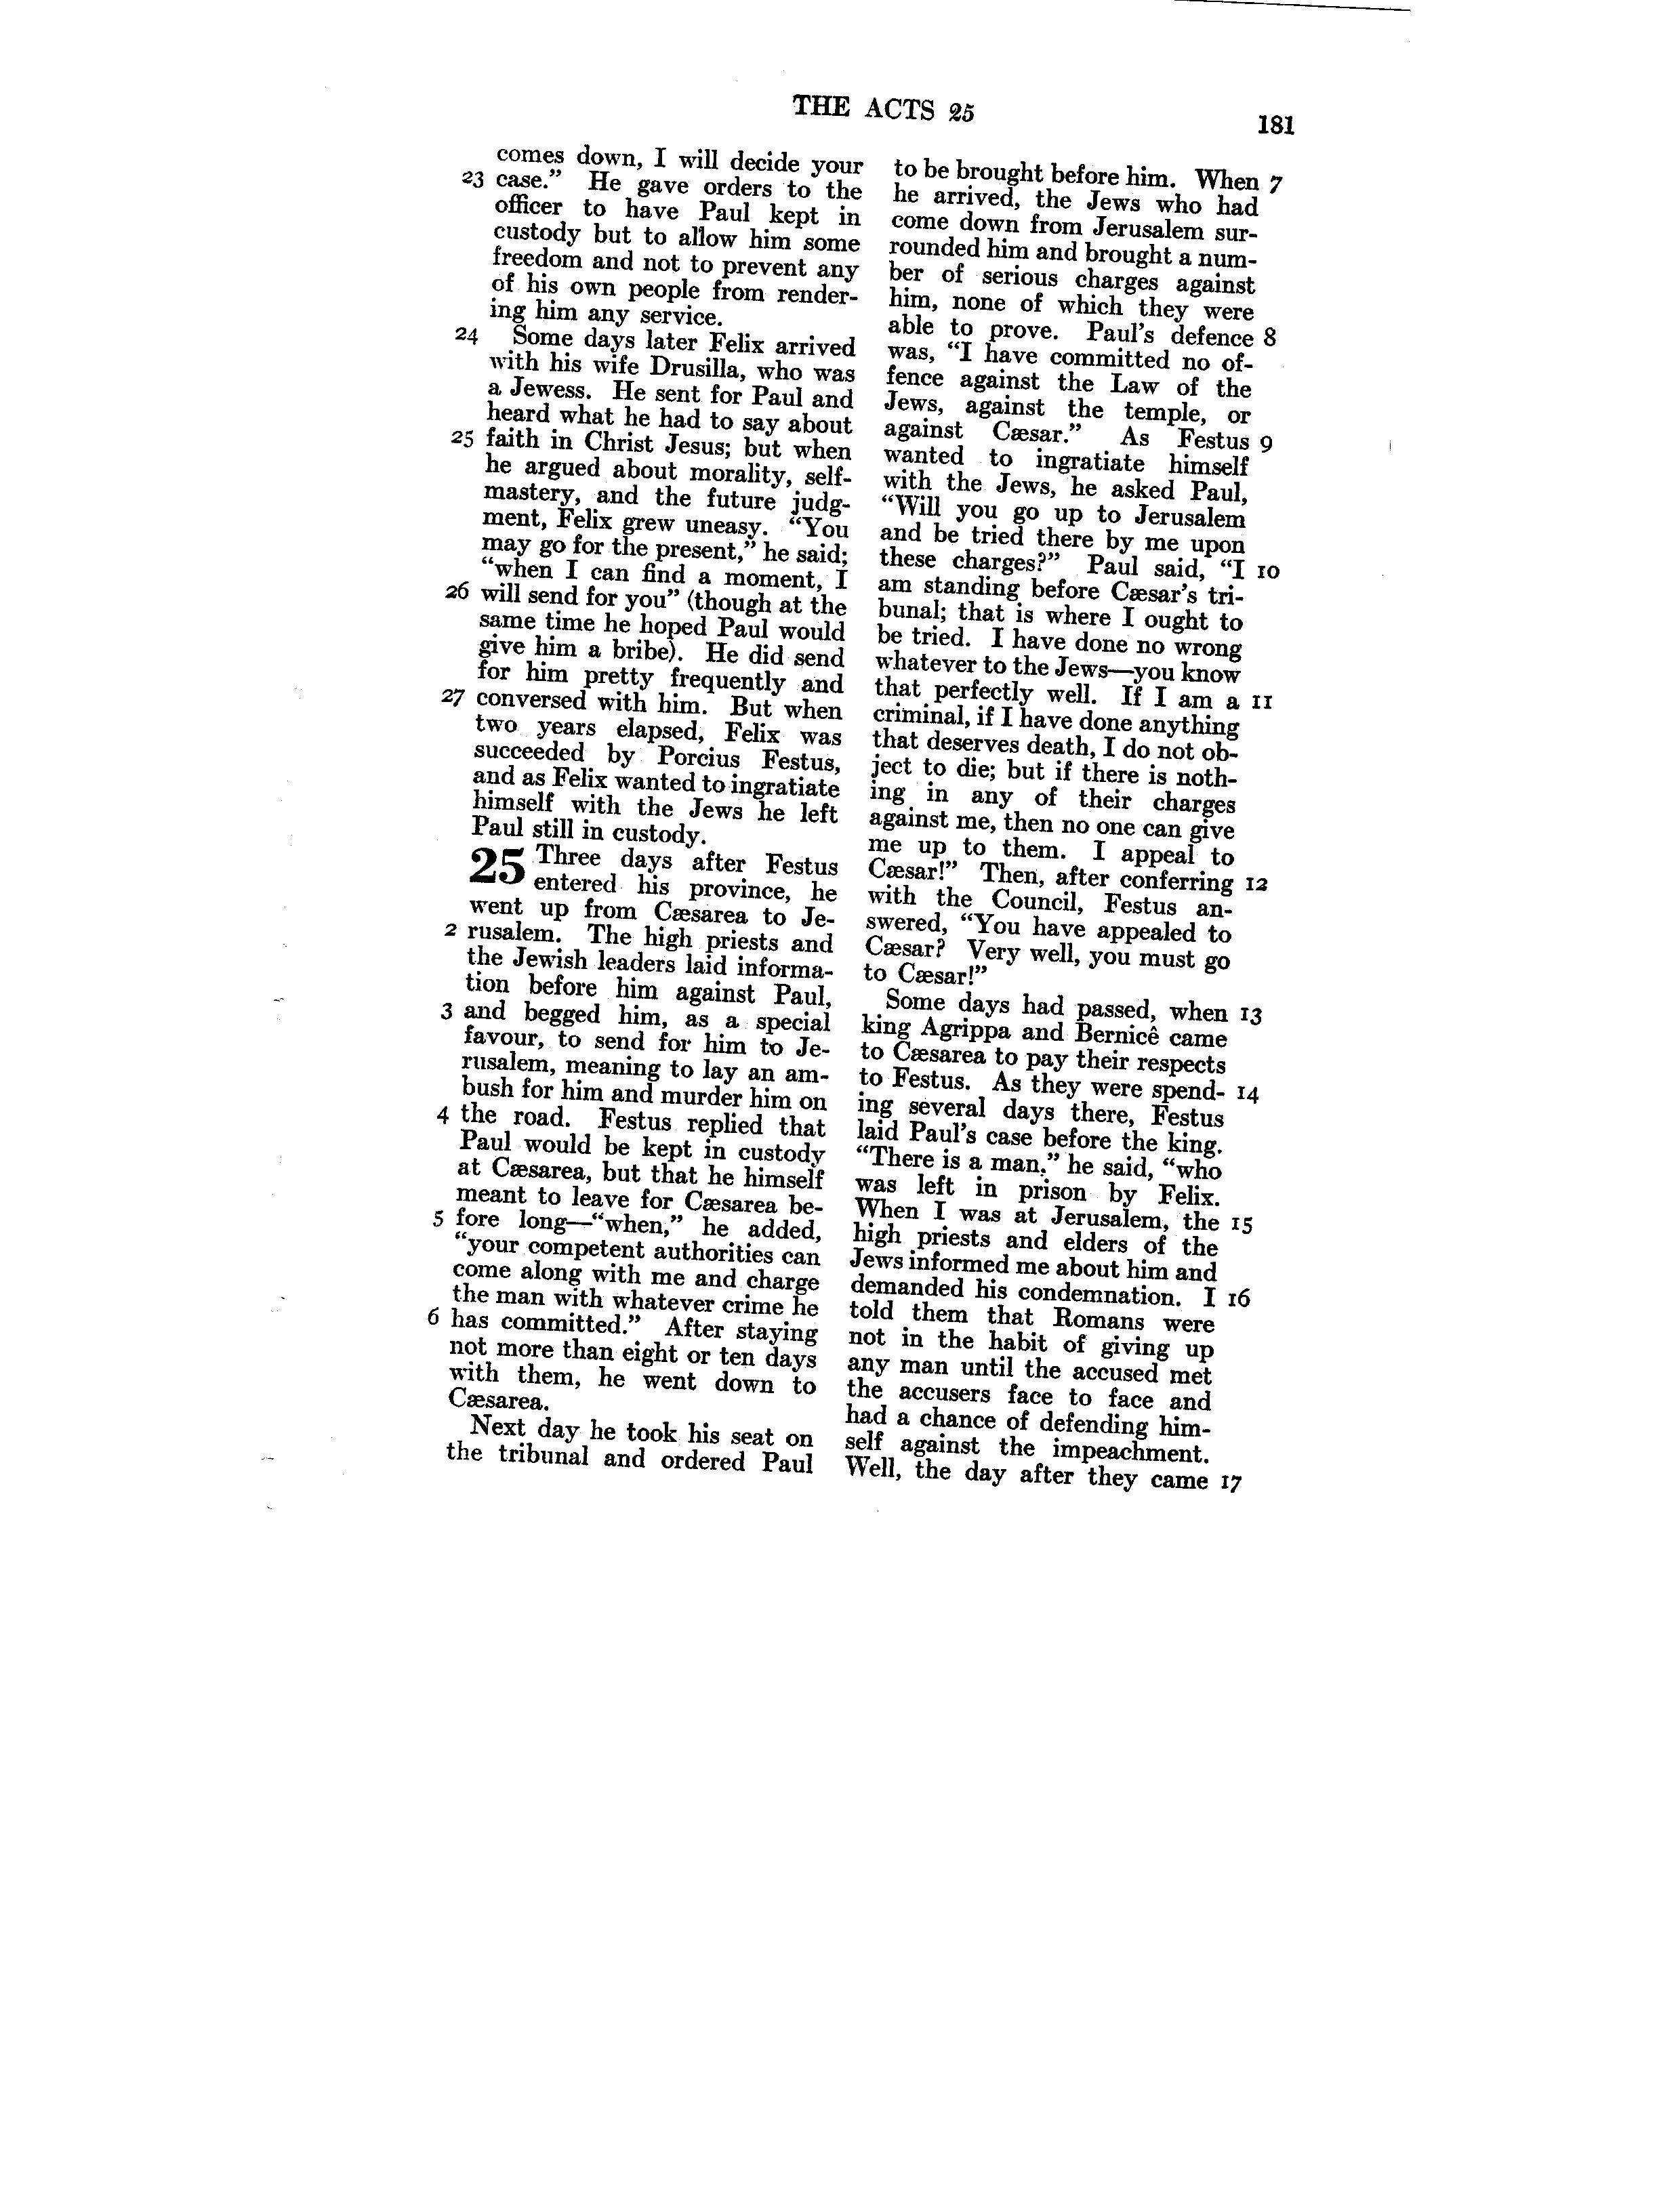 THE ACTS 25
181
comes down, I will decide your
23 case.” He gave orders to the
officer to have Paul kept in
custody but to allow him some
freedom and not to prevent any
of his own people from render-
ing him any service.
24 Some days later Felix arrived
with his wife Drusilla, who was
a Jewess. He sent for Paul and
heard what he had to say about
25 faith in Christ Jesus; but when
he argued about morality, self-
mastery, and the future judg-
ment, Felix grew uneasy. “You
may go for the present,” he said;
“when I can find a moment, I
26 will send for you” (though at the
same time he hoped Paul would
give him a bribe). He did send
for him pretty frequently and
27 conversed with him. But when
two years elapsed, Felix was
succeeded by Porcius Festus,
and as Felix wanted to ingratiate
himself with the Jews he left
Paul still in custody.
25 Three days after Festus
entered his province, he
went up from Cæsarea to Je-
2 rusalem. The high priests and
the Jewish leaders laid informa-
tion before him against Paul,
3 and begged him, as a special
favour, to send for him to Je-
rusalem, meaning to lay an am-
bush for him and murder him on
4 the road. Festus replied that
Paul would be kept in custody
at Cæsarea, but that he himself
meant to leave for Cæsarea be-
5 fore long—“when,” he added,
“your competent authorities can
come along with me and charge
the man with whatever crime he
6 has committed.” After staying
not more than eight or ten days
with them, he went down to
Cæsarea.
Next day he took his seat on
the tribunal and ordered Paul
to be brought before him. When 7
he arrived, the Jews who had
come down from Jerusalem sur-
rounded him and brought a num-
ber of serious charges against
him, none of which they were
able to prove. Paul’s defence 8
was, “I have committed no of-
fence against the Law of the
Jews, against the temple, or
against Cæsar.” As Festus 9
wanted to ingratiate himself
with the Jews, he asked Paul,
“Will you go up to Jerusalem
and be tried there by me upon
these charges?” Paul said, “I 10
am standing before Cæsar’s tri-
bunal; that is where I ought to
be tried. I have done no wrong
whatever to the Jews—you know
that perfectly well. If I am a 11
criminal, if I have done anything
that deserves death, I do not ob-
ject to die; but if there is noth-
ing in any of their charges
against me, then no one can give
me up to them. I appeal to
Cæsar!” Then, after conferring 12
with the Council, Festus an-
swered, “You have appealed to
Cæsar? Very well, you must go
to Cæsar!”
Some days had passed, when 13
king Agrippa and Bernicê came
to Cæsarea to pay their respects
to Festus. As they were spend- 14
ing several days there, Festus
laid Paul’s case before the king.
“There is a man,” he said, “who
was left in prison by Felix.
When I was at Jerusalem, the 15
high priests and elders of the
Jews informed me about him and
demanded his condemnation. I 16
told them that Romans were
not in the habit of giving up
any man until the accused met
the accusers face to face and
had a chance of defending him-
self against the impeachment.
Well, the day after they came 17